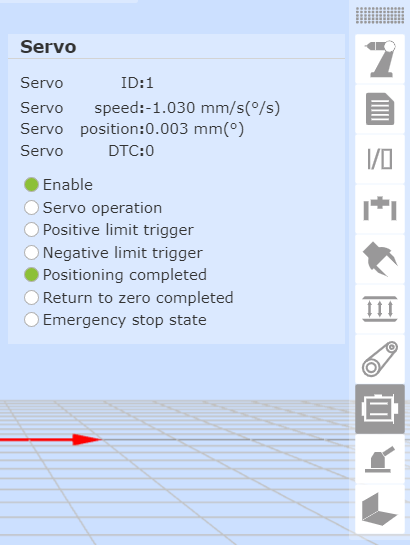 Servo
Servo ID:1
Servo speed:-1.030 mm/s(°/s)
Servo position:0.003 mm(°)
Servo DTC:0
Enable
Servo operation
Positive limit trigger
Negative limit trigger
Positioning completed
Return to zero completed
Emergency stop state
I/O